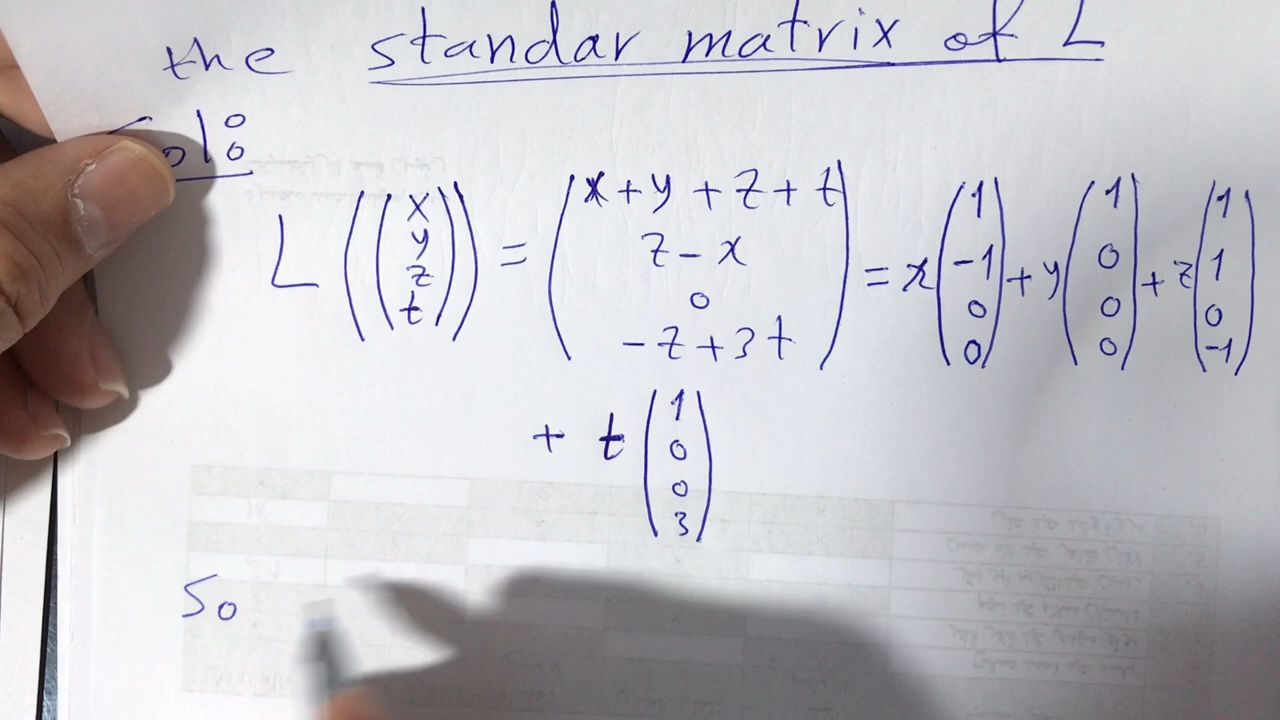 the standar matrix of L
Sol:
L((x y z t)) = (x+y+z+t z-x 0 -z+3t) = x(1 -1 0 0) + y(1 0 0 0) + z(1 1 0 -1)
+ t(1 0 0 3)
So